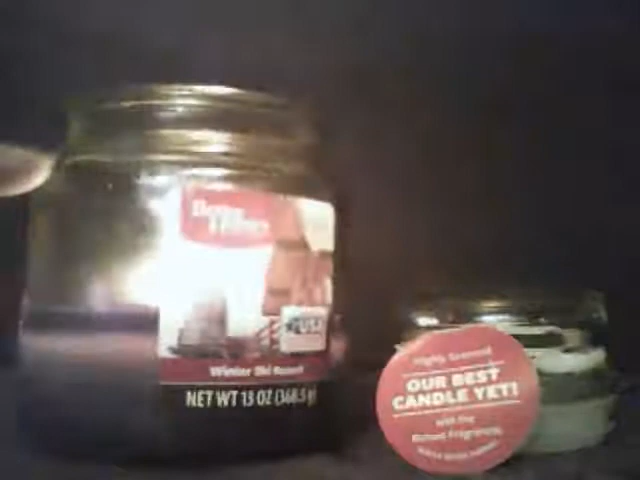 Better
Homes
USA
Winter Ski Resort
NET WT 13 OZ (368.5 g)
Highly Scented
OUR BEST
CANDLE YET!
with the
Richest Fragrance